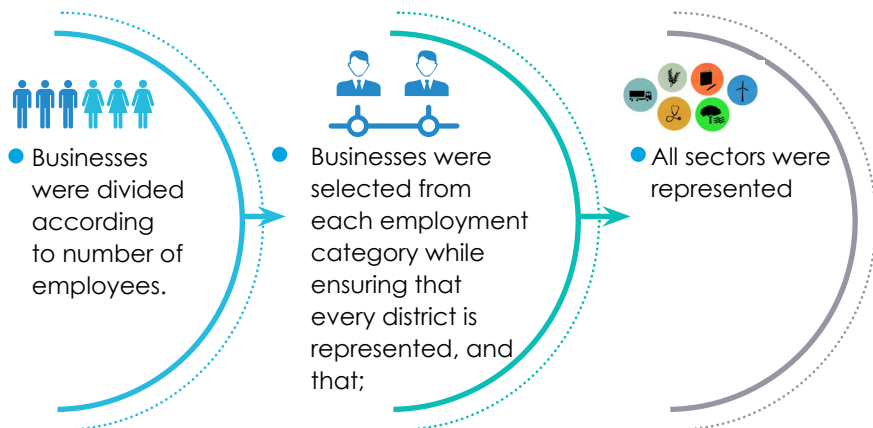 Businesses
were divided
according
to number of
employees.
Businesses were
selected from
each employment
category while
ensuring that
every district is
represented, and
that;
All sectors were
represented